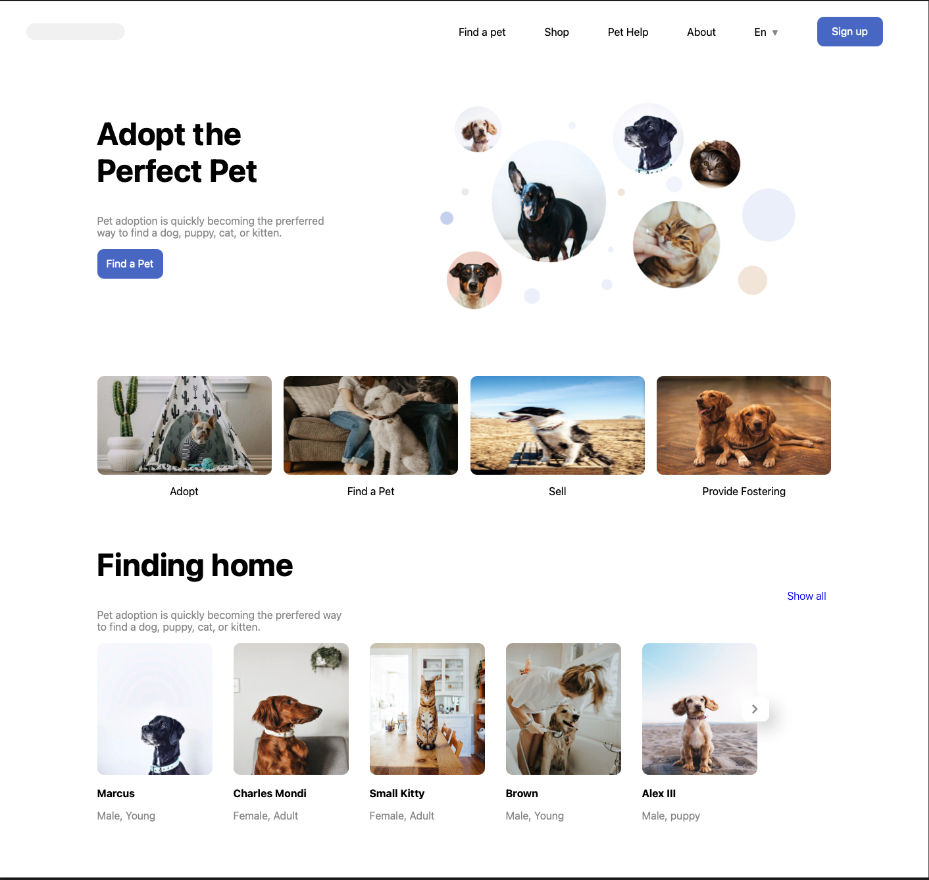 Find a pet
Shop
Pet Help
About
En
Sign up
Adopt the
Perfect Pet
Pet adoption is quickly becoming the prerferred
way to find a dog, puppy, cat, or kitten.
Find a Pet
Adopt
Find a Pet
Sell
Provide Fostering
Finding home
Show all
Pet adoption is quickly becoming the prerfered way
to find a dog, puppy, cat, or kitten.
Marcus
Charles Mondi
Small Kitty
Brown
Alex III
Male, Young
Female, Adult
Female, Adult
Male, Young
Male, puppy